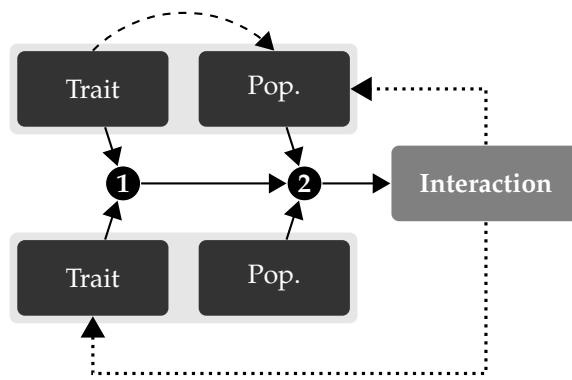 Trait
Pop.
1
2
Interaction
Trait
Pop.